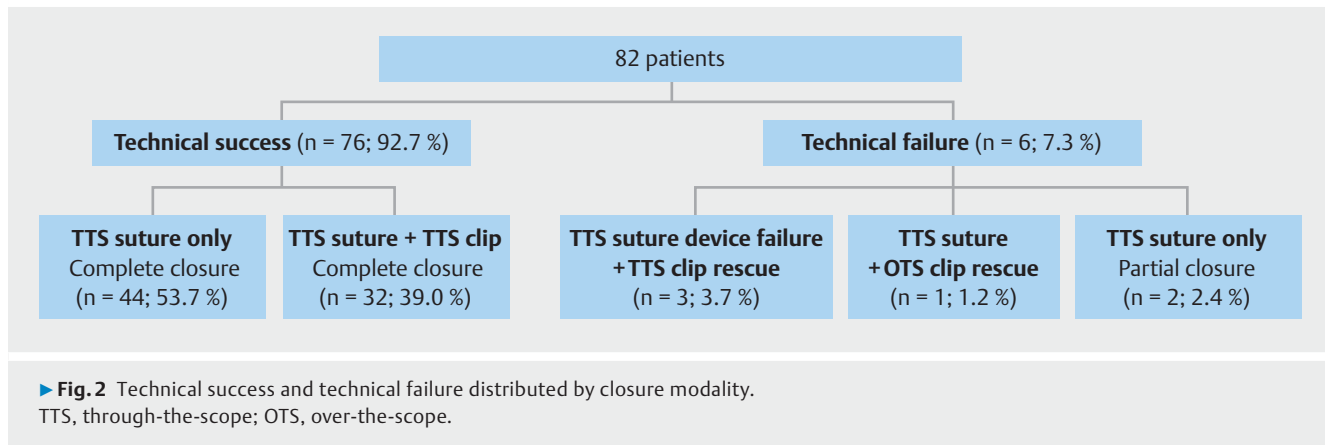 82 patients
Technical success (n = 76; 92.7 %)
Technical failure (n = 6; 7.3 %)
TTS suture only
Complete closure
(n = 44; 53.7 %)
TTS suture + TTS clip
Complete closure
(n = 32; 39.0 %)
TTS suture device failure
+ TTS clip rescue
(n = 3; 3.7 %)
TTS suture
+ OTS clip rescue
(n = 1; 1.2 %)
TTS suture only
Partial closure
(n = 2; 2.4 %)
▶ Fig. 2 Technical success and technical failure distributed by closure modality.
TTS, through-the-scope; OTS, over-the-scope.